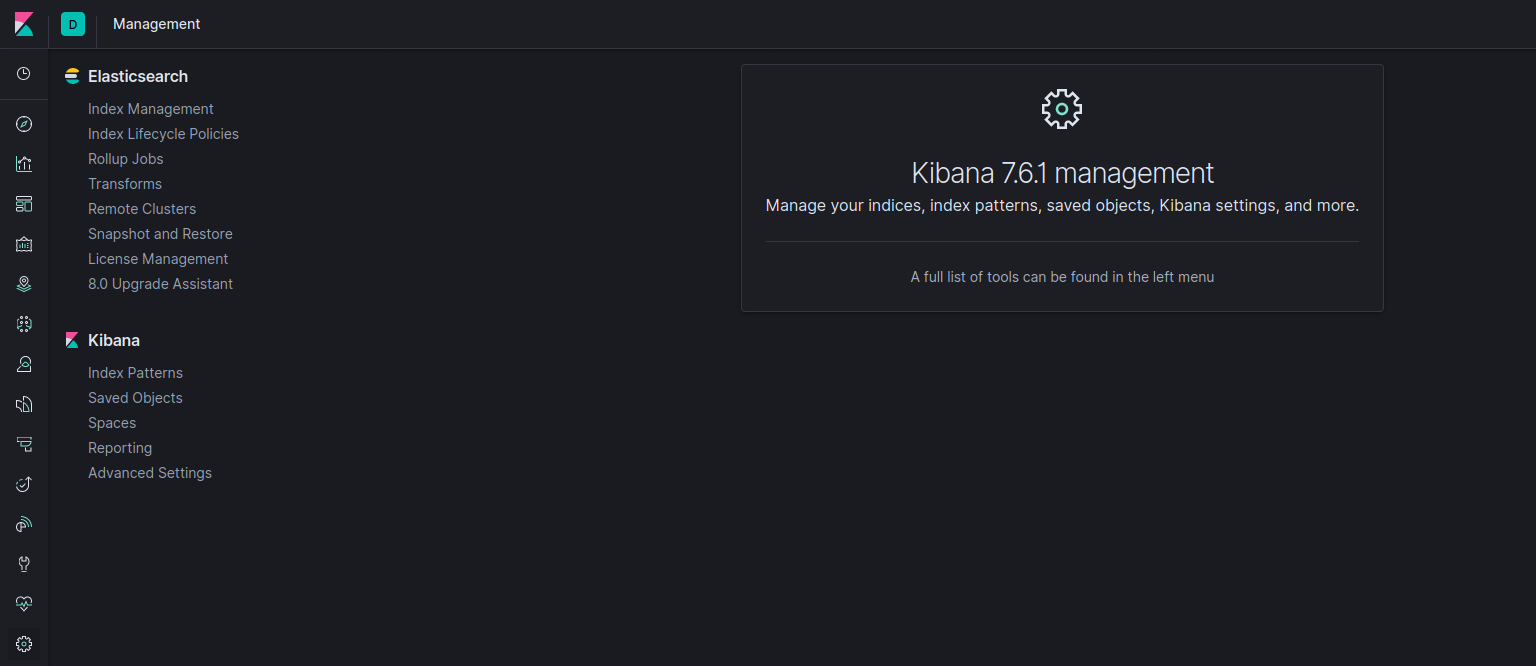 D
Management
Elasticsearch
Index Management
Index Lifecycle Policies
Rollup Jobs
Transforms
Remote Clusters
Snapshot and Restore
License Management
8.0 Upgrade Assistant
Kibana
Index Patterns
Saved Objects
Spaces
Reporting
Advanced Settings
Kibana 7.6.1 management
Manage your indices, index patterns, saved objects, Kibana settings, and more.
A full list of tools can be found in the left menu